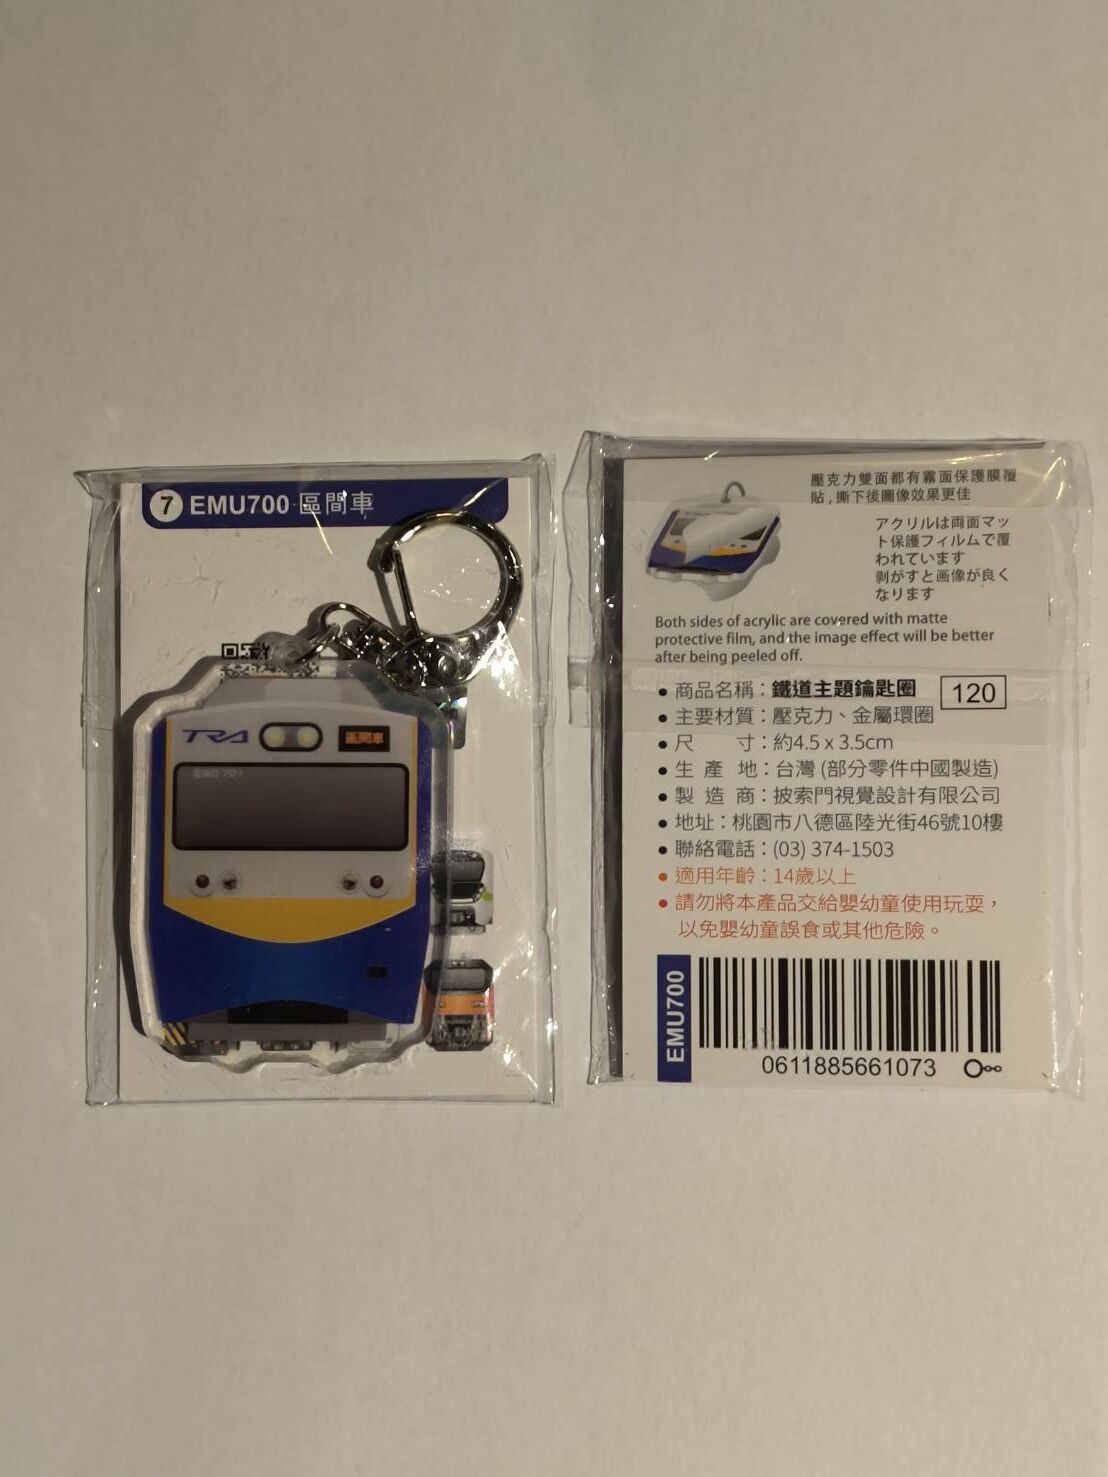 7 EMU700 區間車
TRA
區間車
EMU 701
壓克力雙面都有霧面保護膜覆
貼,撕下後圖像效果更佳
アクリルは両面マッ
ト保護フィルムで覆
われています
剥がすと画像が良く
なります
Both sides of acrylic are covered with matte
protective film, and the image effect will be better
after being peeled off.
• 商品名稱：鐵道主題鑰匙圈 120
• 主要材質：壓克力、金屬環圈
• 尺 寸：約4.5 x 3.5cm
• 生 產 地：台灣 (部分零件中國製造)
• 製 造 商：披索門視覺設計有限公司
• 地址：桃園市八德區陸光街46號10樓
• 聯絡電話：(03) 374-1503
• 適用年齡：14歲以上
• 請勿將本產品交給嬰幼童使用玩耍，
以免嬰幼童誤食或其他危險。
EMU700
0611885661073